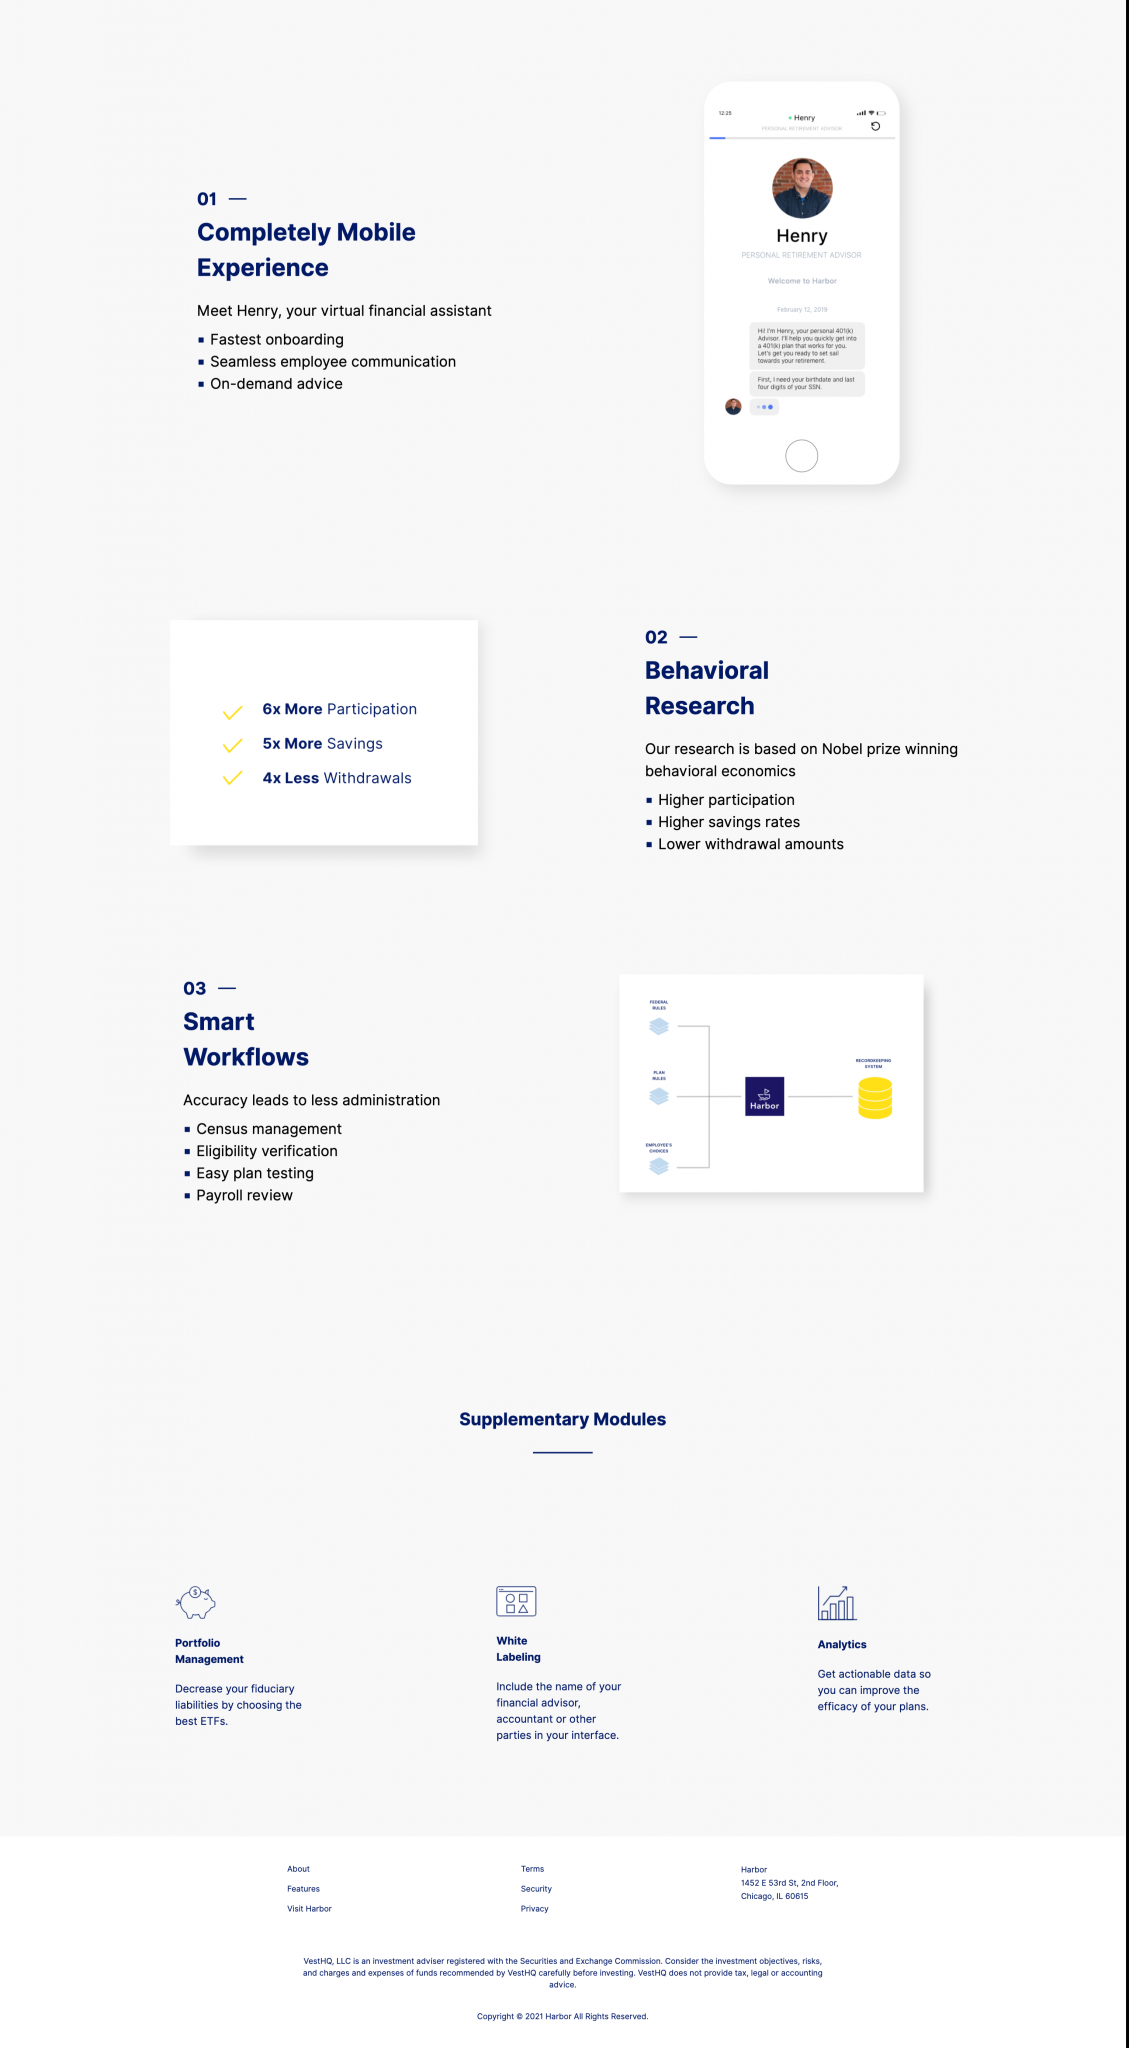 01 —
Completely Mobile
Experience
Meet Henry, your virtual financial assistant
Fastest onboarding
Seamless employee communication
On-demand advice
12:25
Henry
PERSONAL RETIREMENT ADVISOR
Henry
PERSONAL RETIREMENT ADVISOR
Welcome to Harbor
February 12, 2019
Hi! I'm Henry, your personal 401(k)
Advisor. I'll help you quickly get into
a 401(k) plan that works for you.
Let's get you ready to set sail
towards your retirement.
First, I need your birthdate and last
four digits of your SSN.
6x More Participation
5x More Savings
4x Less Withdrawals
02 —
Behavioral
Research
Our research is based on Nobel prize winning
behavioral economics
Higher participation
Higher savings rates
Lower withdrawal amounts
03 —
Smart
Workflows
Accuracy leads to less administration
Census management
Eligibility verification
Easy plan testing
Payroll review
FEDERAL
RULES
PLAN
RULES
EMPLOYEE'S
CHOICES
Harbor
RECORDKEEPING
SYSTEM
Supplementary Modules
Portfolio
Management
Decrease your fiduciary
liabilities by choosing the
best ETFs.
White
Labeling
Include the name of your
financial advisor,
accountant or other
parties in your interface.
Analytics
Get actionable data so
you can improve the
efficacy of your plans.
About
Features
Visit Harbor
Terms
Security
Privacy
Harbor
1452 E 53rd St, 2nd Floor,
Chicago, IL 60615
VestHQ, LLC is an investment adviser registered with the Securities and Exchange Commission. Consider the investment objectives, risks,
and charges and expenses of funds recommended by VestHQ carefully before investing. VestHQ does not provide tax, legal or accounting
advice.
Copyright © 2021 Harbor All Rights Reserved.